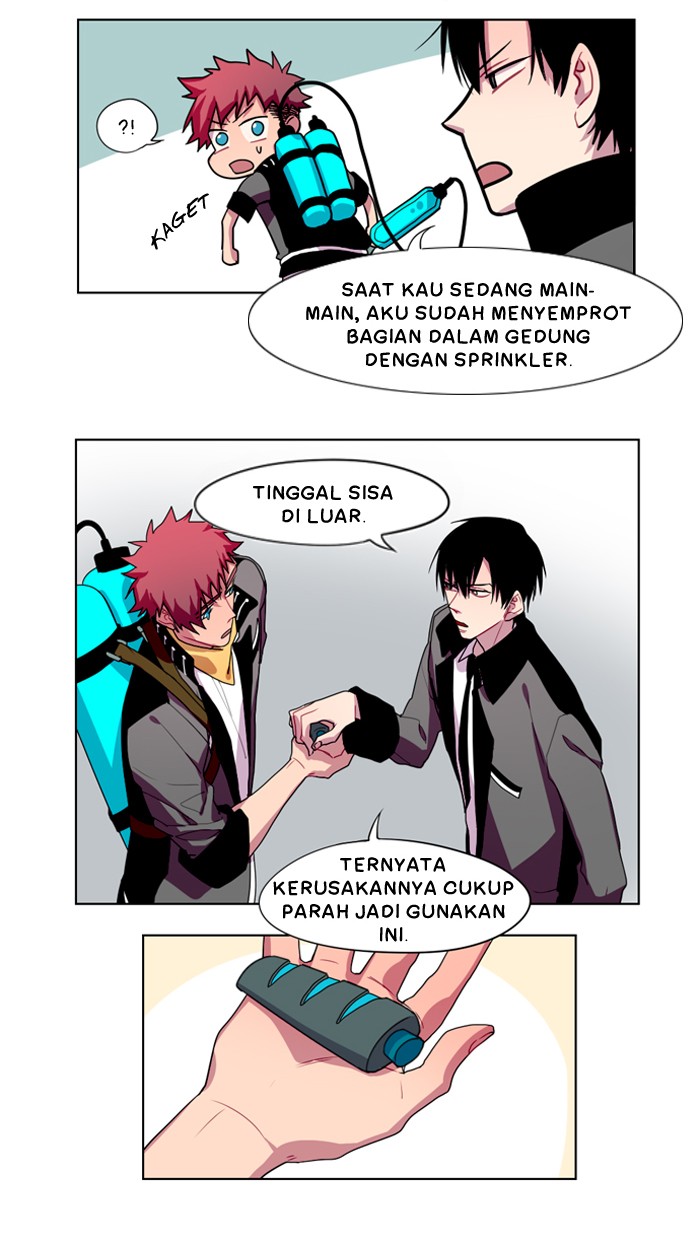 ?!
KAGET
SAAT KAU SEDANG MAIN-
MAIN, AKU SUDAH MENYEMPROT
BAGIAN DALAM GEDUNG
DENGAN SPRINKLER.
TINGGAL SISA
DI LUAR.
TERNYATA
KERUSAKANNYA CUKUP
PARAH JADI GUNAKAN
INI.